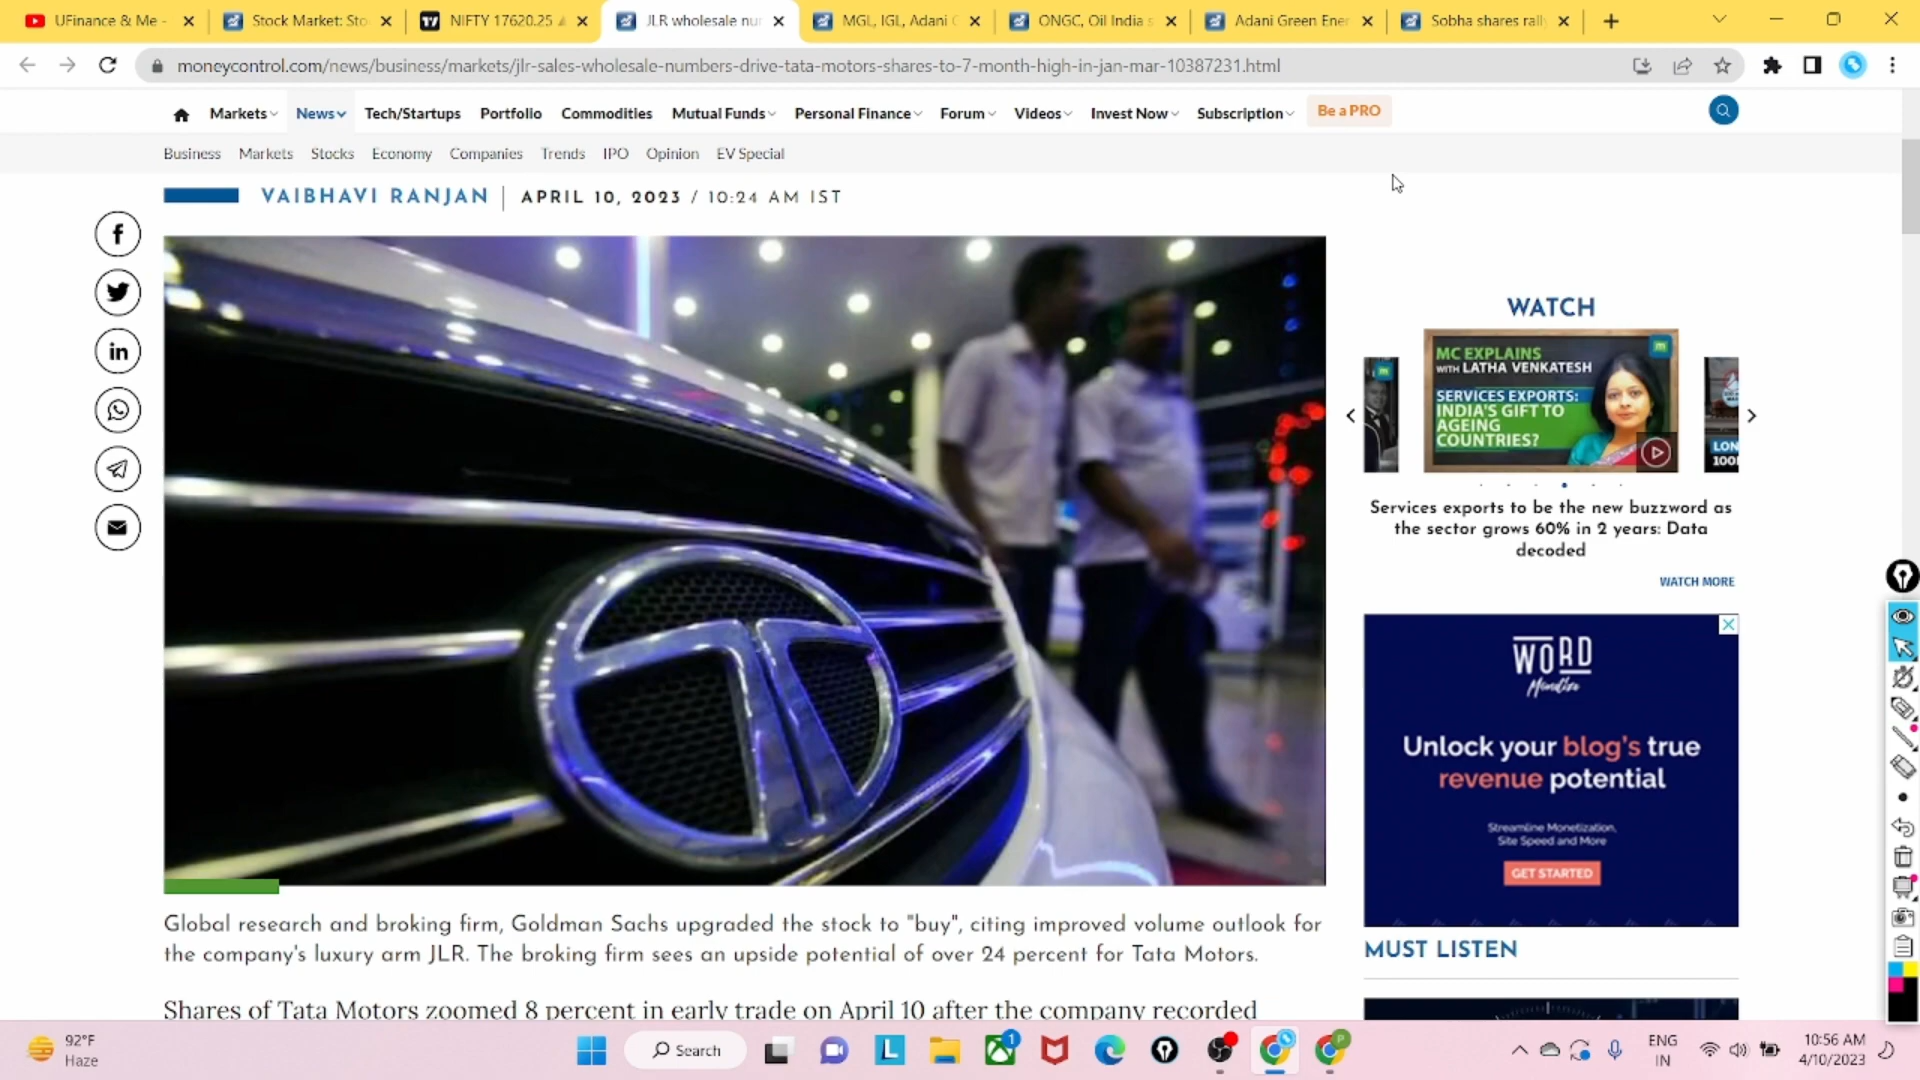 UFinance & Me -
Stock Market: Sto
NIFTY 17620.25
JLR wholesale nu
MGL, IGL, Adani
ONGC, Oil India s
Adani Green Ener
Sobha shares rall
moneycontrol.com/news/business/markets/jlr-sales-wholesale-numbers-drive-tata-motors-shares-to-7-month-high-in-jan-mar-10387231.html
Markets News Tech/Startups Portfolio Commodities Mutual Funds Personal Finance Forum Videos Invest Now Subscription Be a PRO
Business Markets Stocks Economy Companies Trends IPO Opinion EV Special
VAIBHAVI RANJAN | APRIL 10, 2023 / 10:24 AM IST
WATCH
MC EXPLAINS
WITH LATHA VENKATESH
SERVICES EXPORTS:
INDIA'S GIFT TO
AGEING
COUNTRIES?
LON
100
Services exports to be the new buzzword as
the sector grows 60% in 2 years: Data
decoded
WATCH MORE
WORD
Mindize
Unlock your blog's true
revenue potential
Streamline Monetization,
Site Speed and More
GET STARTED
Global research and broking firm, Goldman Sachs upgraded the stock to "buy", citing improved volume outlook for
the company's luxury arm JLR. The broking firm sees an upside potential of over 24 percent for Tata Motors.
MUST LISTEN
Shares of Tata Motors zoomed 8 percent in early trade on April 10 after the company recorded
92°F
Haze
Search
1
ENG
IN
10:56 AM
4/10/2023